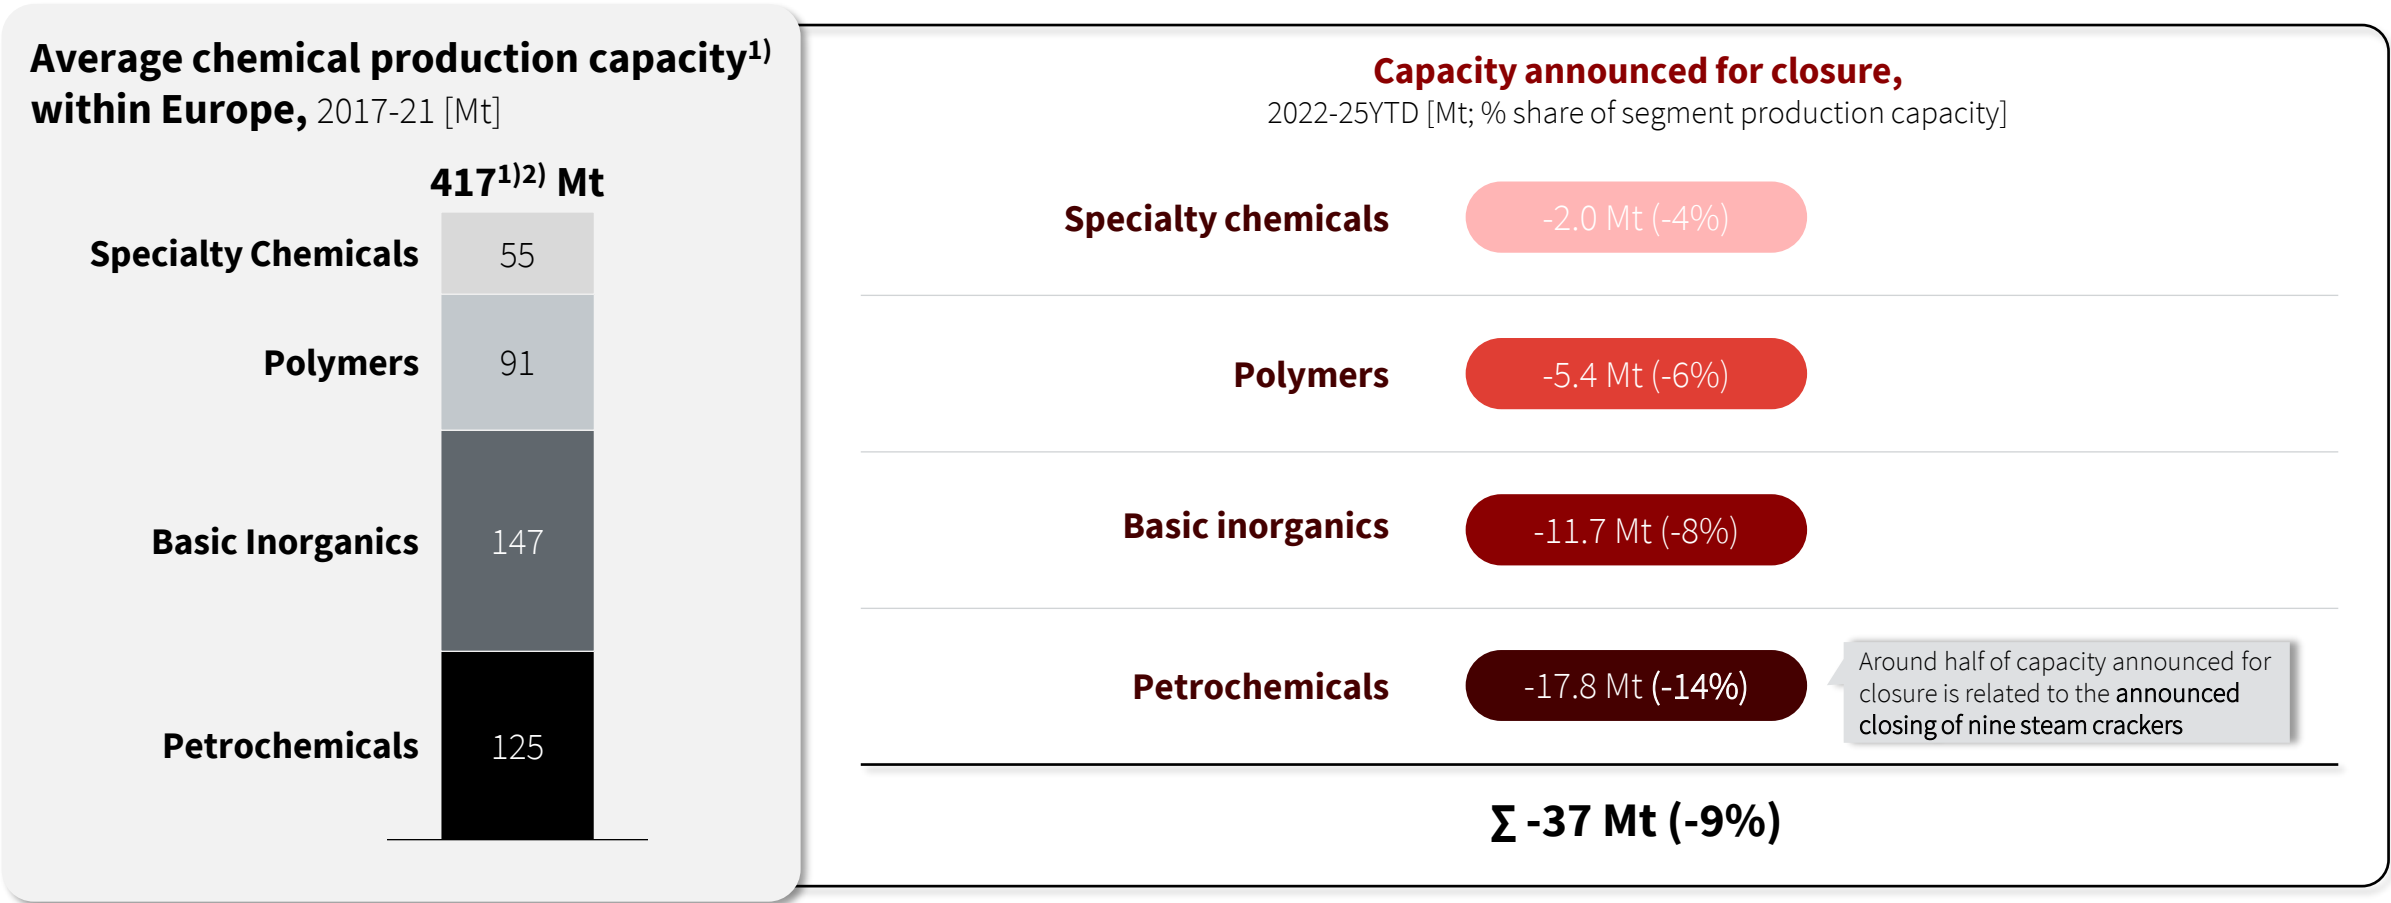 Average chemical production capacity1)
within Europe, 2017-21 [Mt]
4171)2) Mt
Specialty Chemicals 55
Polymers 91
Basic Inorganics 147
Petrochemicals 125
Capacity announced for closure,
2022-25YTD [Mt; % share of segment production capacity]
Specialty chemicals -2.0 Mt (-4%)
Polymers -5.4 Mt (-6%)
Basic inorganics -11.7 Mt (-8%)
Petrochemicals -17.8 Mt (-14%)
Around half of capacity announced for
closure is related to the announced
closing of nine steam crackers
∑ -37 Mt (-9%)